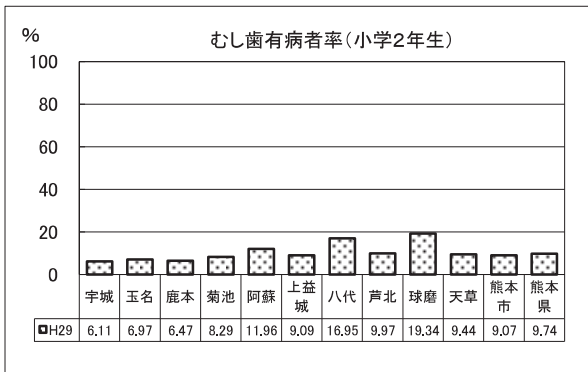 %
むし歯有病者率(小学2年生)
100
80
60
40
20
0
宇城 玉名 鹿本 菊池 阿蘇 上益城 八代 芦北 球磨 天草 熊本市 熊本県
H29 6.11 6.97 6.47 8.29 11.96 9.09 16.95 9.97 19.34 9.44 9.07 9.74